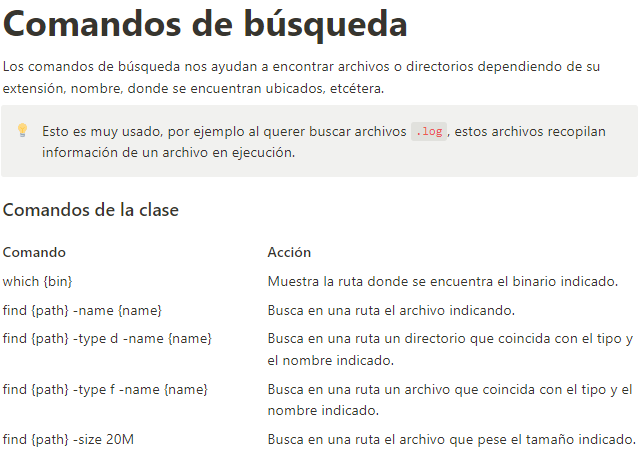 Comandos de búsqueda
Los comandos de búsqueda nos ayudan a encontrar archivos o directorios dependiendo de su
extensión, nombre, donde se encuentran ubicados, etcétera.
Esto es muy usado, por ejemplo al querer buscar archivos .log, estos archivos recopilan
información de un archivo en ejecución.
Comandos de la clase
Comando Acción
which {bin} Muestra la ruta donde se encuentra el binario indicado.
find {path} -name {name} Busca en una ruta el archivo indicando.
find {path} -type d -name {name} Busca en una ruta un directorio que coincida con el tipo y
el nombre indicado.
find {path} -type f -name {name} Busca en una ruta un archivo que coincida con el tipo y el
nombre indicado.
find {path} -size 20M Busca en una ruta el archivo que pese el tamaño indicado.